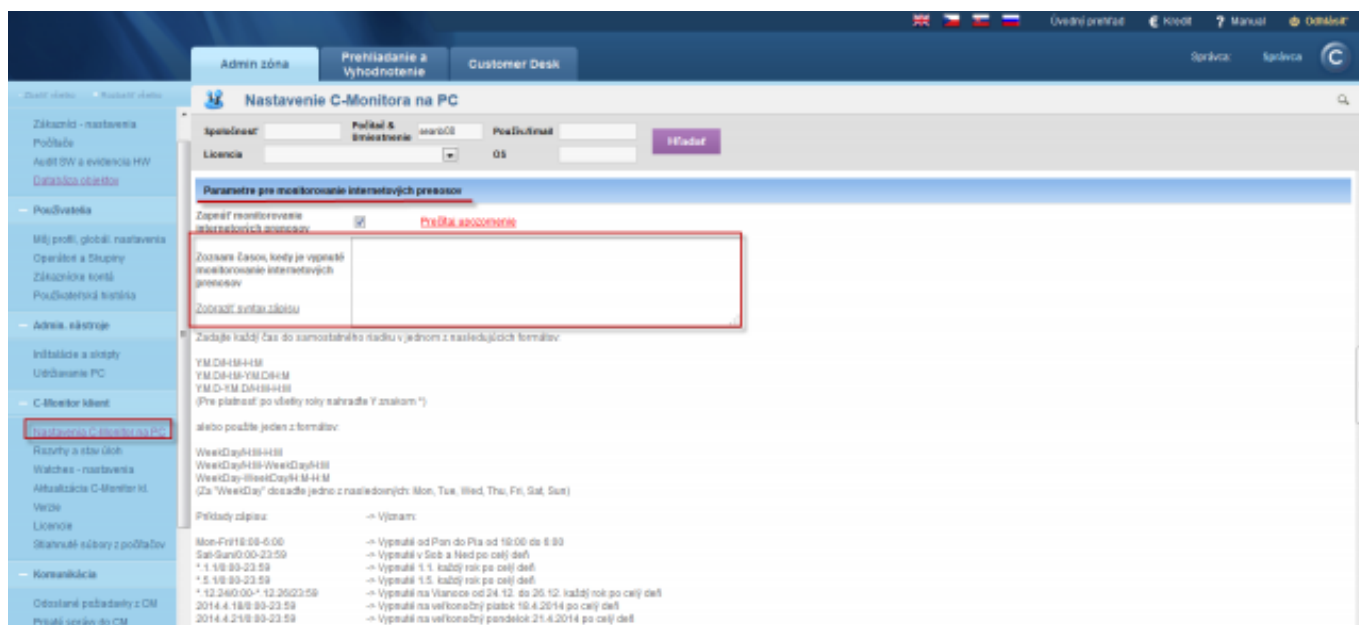 Úvodný prehľad
Kredit
? Manual
Odhlásiť
Admin zóna
Prehliadanie a Vyhodnotenie
Customer Desk
Správca:
Správca
Nastavenie C-Monitora na PC
Zákazníci - nastavenia
Počítače
Audit SW a evidencia HW
Databáza objektov
Používatelia
Môj profil, globál. nastavenia
Operátori a Skupiny
Zákaznícke kontá
Používateľská história
Admin. nástroje
Inštalácie a skripty
Udržiavanie PC
C-Monitor klient
Nastavenia C-Monitor na PC
Rozvrhy a stav úloh
Watches - nastavenia
Aktualizácia C-Monitor kl.
Verzie
Licencie
Stiahnuté súbory z počítačov
Komunikácia
Odoslané požiadavky z CM
Prijaté správy do CM
Spoločnosť
Počítač & Umiestnenie
Používateľ
Hľadať
Licencia
OS
Parametre pre monitorovanie internetových prenosov
Zapnúť monitorovanie internetových prenosov
Prečítaj upozornenie
Zoznam časov, kedy je vypnuté monitorovanie internetových prenosov
Zobraziť syntax zápisu
Zadajte každý čas do samostatného riadku v jednom z nasledujúcich formátov:
Y.M.D/H:M-H:M
Y.M.D/H:M-Y.M.D/H:M
Y.M.D-Y.M.D/H:M-H:M
(Pre platnosť po všetky roky nahraďte Y znakom *)
alebo použite jeden z formátov:
WeekDay/H:M-H:M
WeekDay/H:M-WeekDay/H:M
WeekDay-WeekDay/H:M-H:M
(Za "WeekDay" dosaďte jedno z nasledovných: Mon, Tue, Wed, Thu, Fri, Sat, Sun)
Príklady zápisu: -> Význam:
Mon-Fri/18:00-6:00 -> Vypnuté od Pon do Pia od 18:00 do 6:00
Sat-Sun/0:00-23:59 -> Vypnuté v Sob a Ned po celý deň
*.1.1/0:00-23:59 -> Vypnuté 1.1. každý rok po celý deň
*.5.1/0:00-23:59 -> Vypnuté 1.5. každý rok po celý deň
*.12.24/0:00-*.12.26/23:59 -> Vypnuté na Vianoce od 24.12. do 26.12. každý rok po celý deň
2014.4.18/0:00-23:59 -> Vypnuté na veľkonočný piatok 18.4.2014 po celý deň
2014.4.21/0:00-23:59 -> Vypnuté na veľkonočný pondelok 21.4.2014 po celý deň